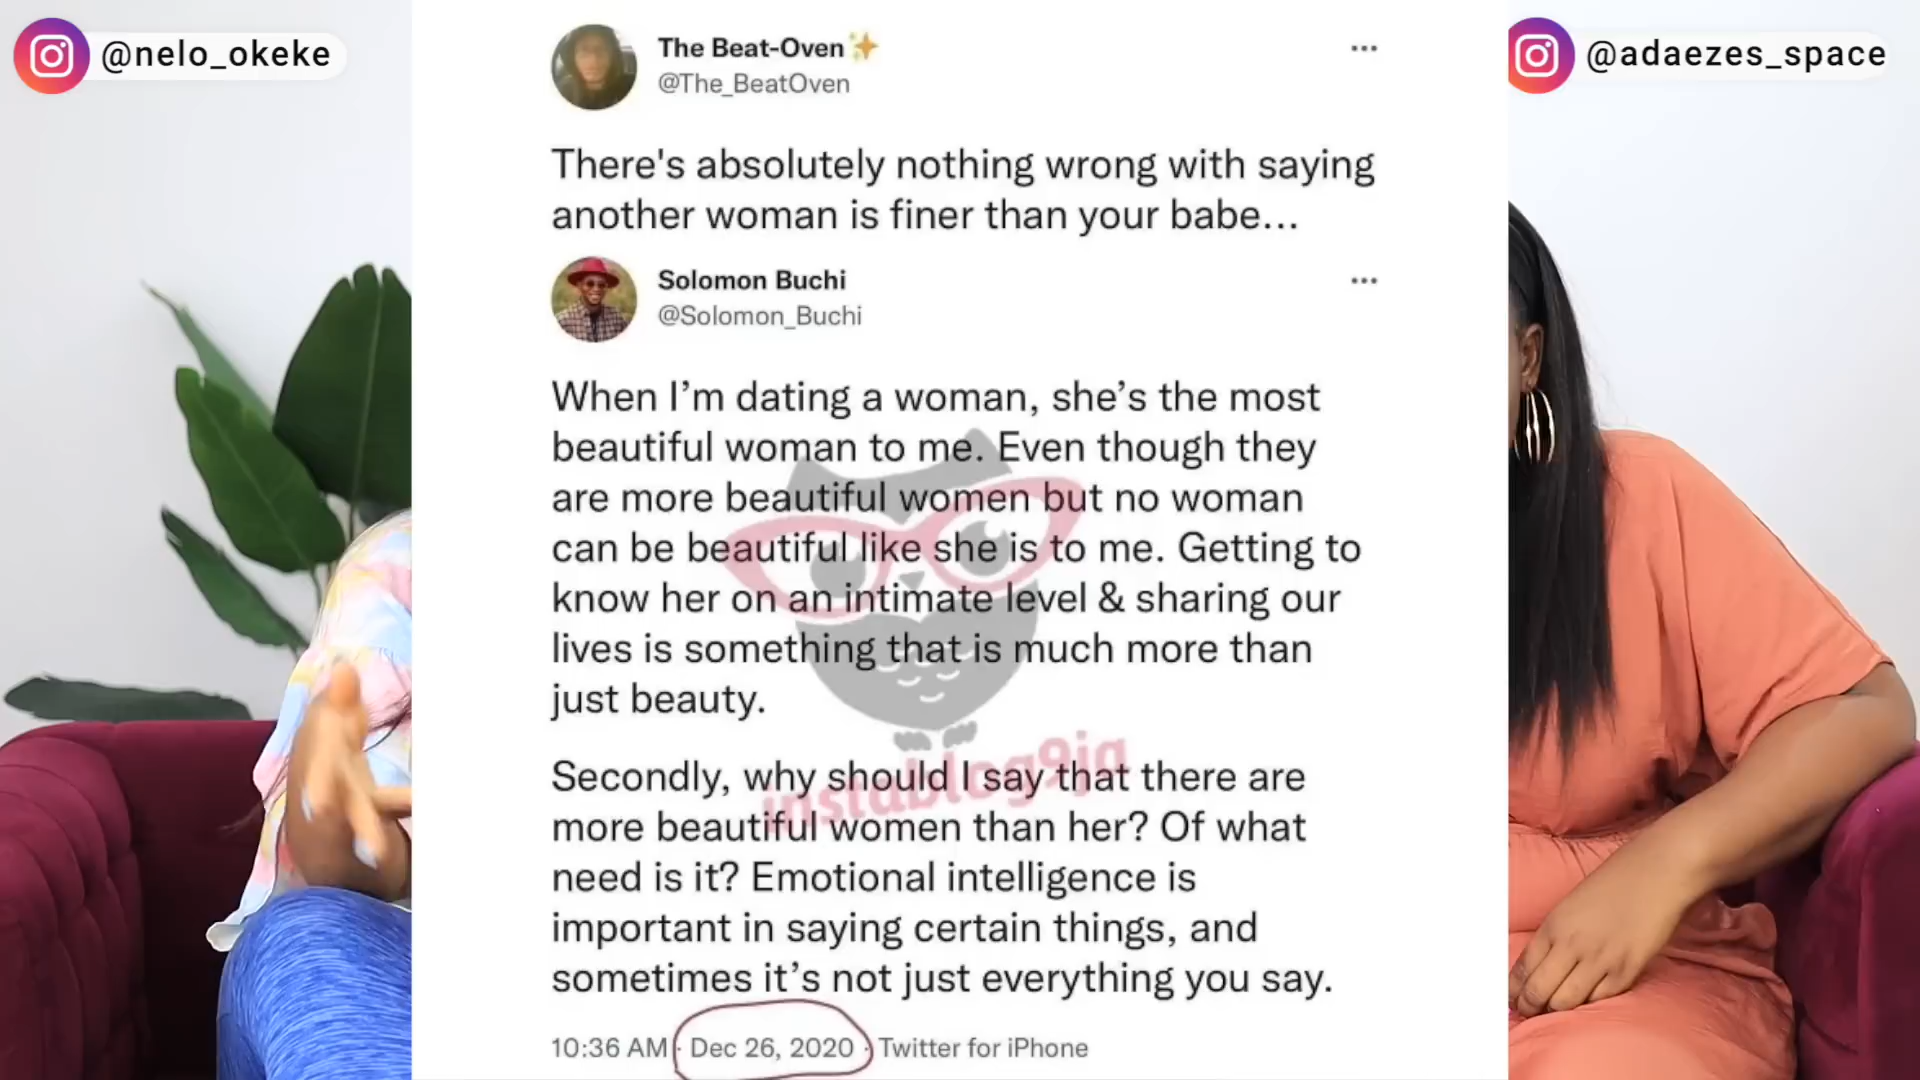 @nelo_okeke
@adaezes_space
The Beat-Oven✨
@The_BeatOven
There's absolutely nothing wrong with saying
another woman is finer than your babe...
Solomon Buchi
@Solomon_Buchi
When I’m dating a woman, she’s the most
beautiful woman to me. Even though they
are more beautiful women but no woman
can be beautiful like she is to me. Getting to
know her on an intimate level & sharing our
lives is something that is much more than
just beauty.
Secondly, why should I say that there are
more beautiful women than her? Of what
need is it? Emotional intelligence is
important in saying certain things, and
sometimes it’s not just everything you say.
10:36 AM · Dec 26, 2020 · Twitter for iPhone
instablog9ja